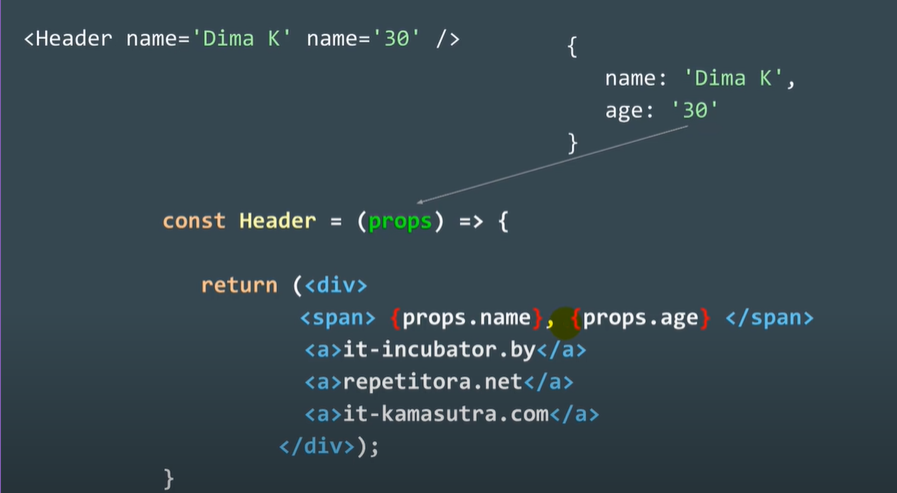 <Header name='Dima K' name='30' />
{
name: 'Dima K',
age: '30'
}
const Header = (props) => {
return (<div>
<span> {props.name}, {props.age} </span>
<a>it-incubator.by</a>
<a>repetitora.net</a>
<a>it-kamasutra.com</a>
</div>);
}